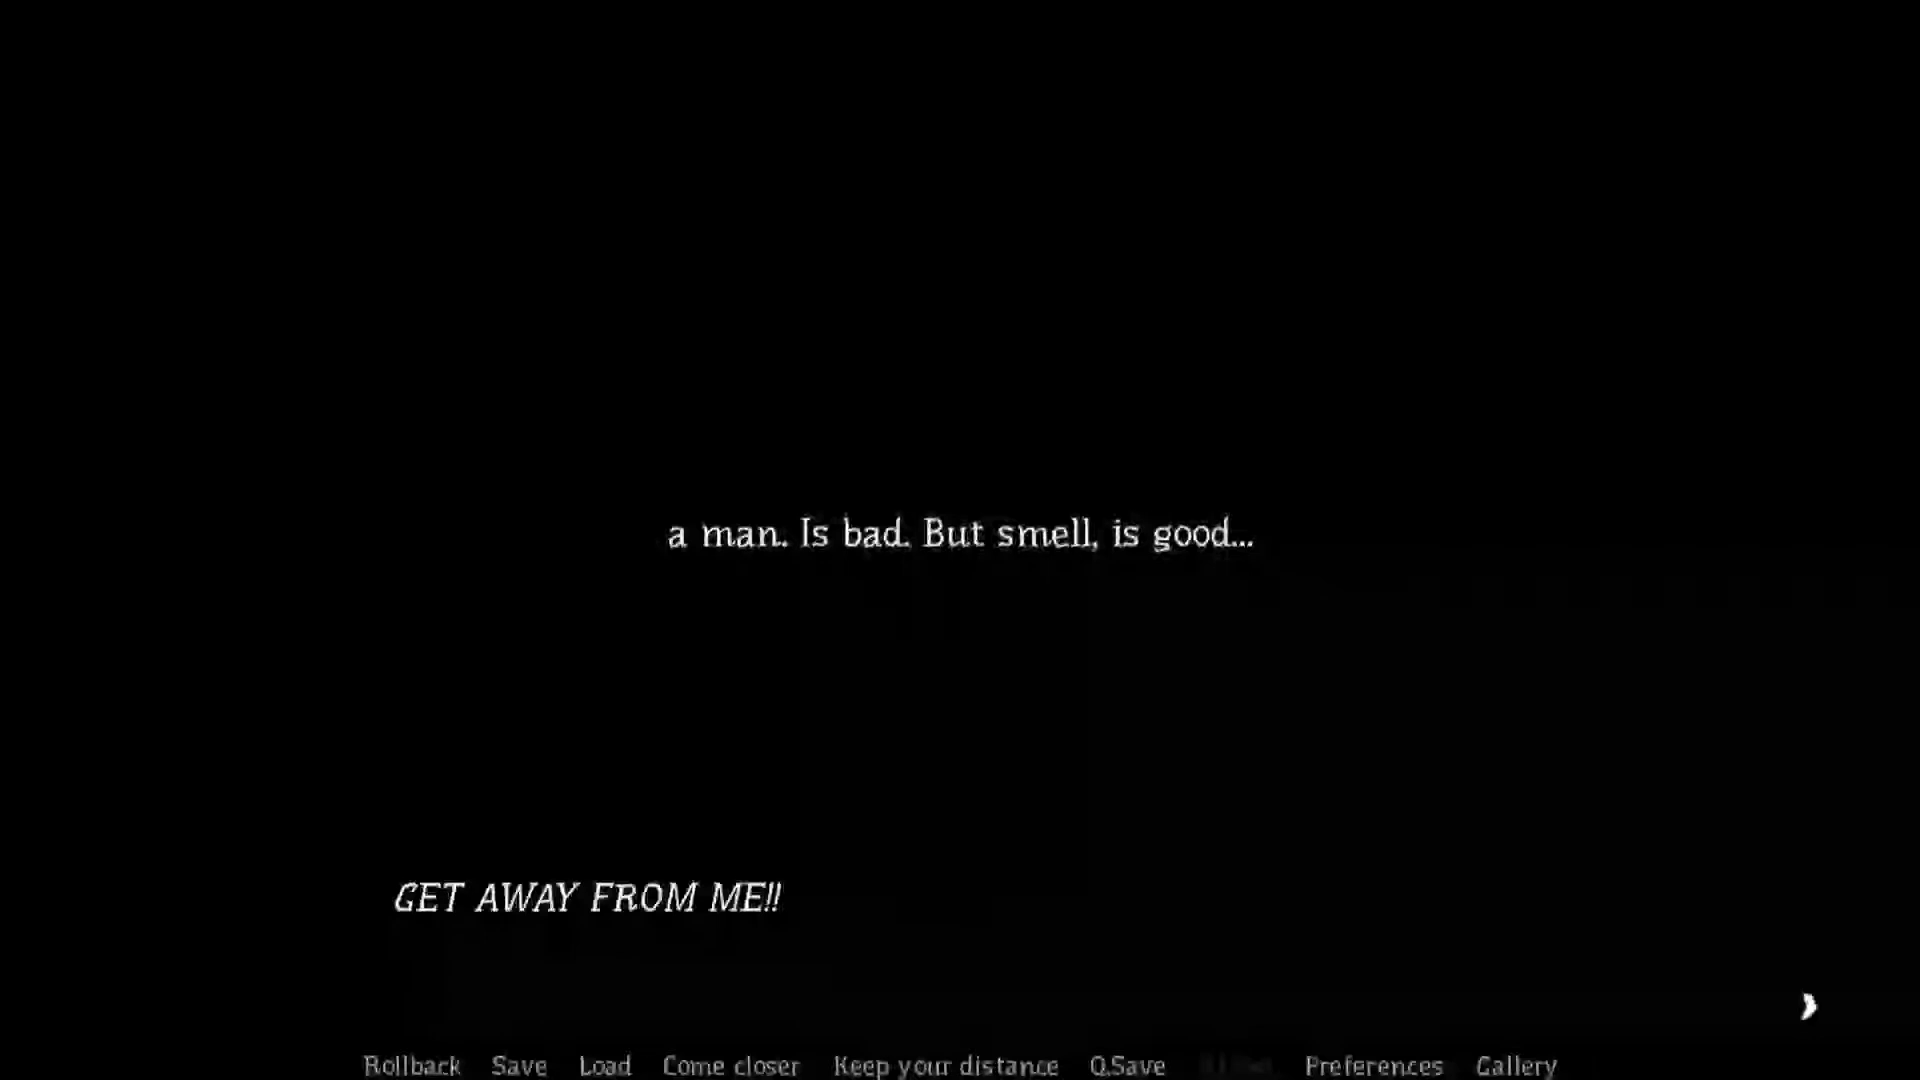 a man. Is bad. But smell, is good...
GET AWAY FROM ME!!
Rollback Save Load Come closer Keep your distance Q.Save Preferences Gallery